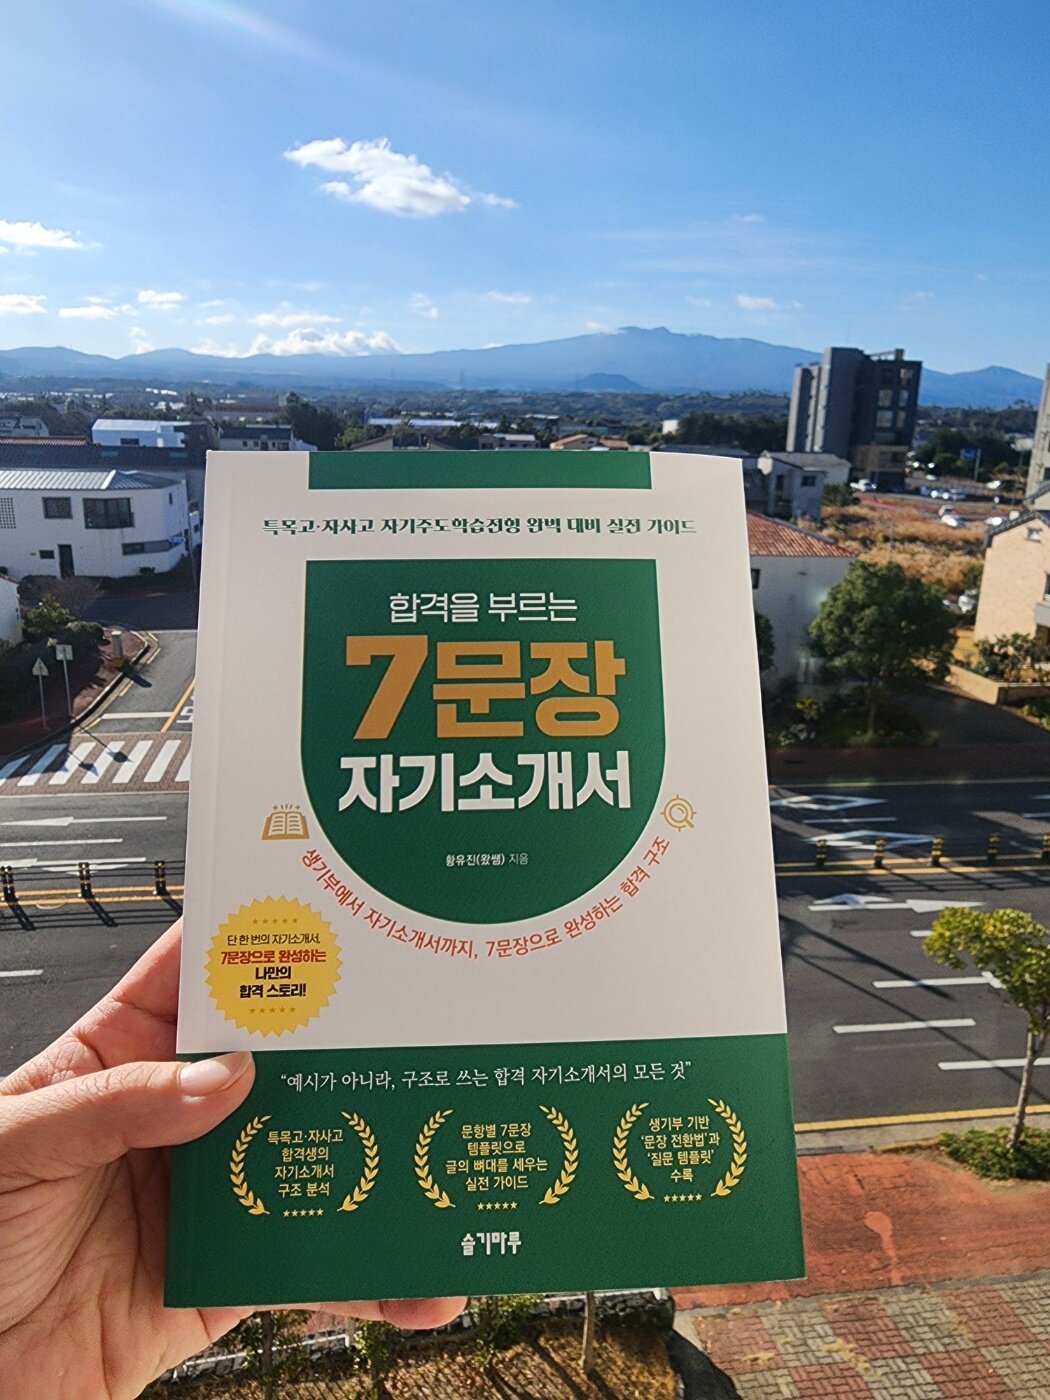 특목고·자사고 자기주도학습전형 완벽 대비 실전 가이드
합격을 부르는
7문장
자기소개서
황유진(왔쌤) 지음
생기부에서 자기소개서까지, 7문장으로 완성하는 합격 구조
단 한 번의 자기소개서,
7문장으로 완성하는
나만의
합격 스토리!
“예시가 아니라, 구조로 쓰는 합격 자기소개서의 모든 것”
특목고·자사고
합격생의
자기소개서
구조 분석
문항별 7문장
템플릿으로
글의 뼈대를 세우는
실전 가이드
생기부 기반
‘문장 전환법’과
‘질문 템플릿’
수록
슬기마루